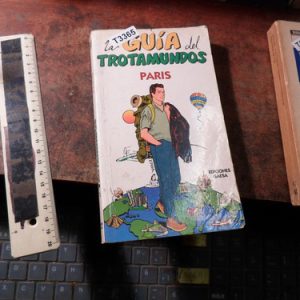 T3365
la GUÍA del
TROTAMUNDOS
PARIS
EDICIONES
GAESA